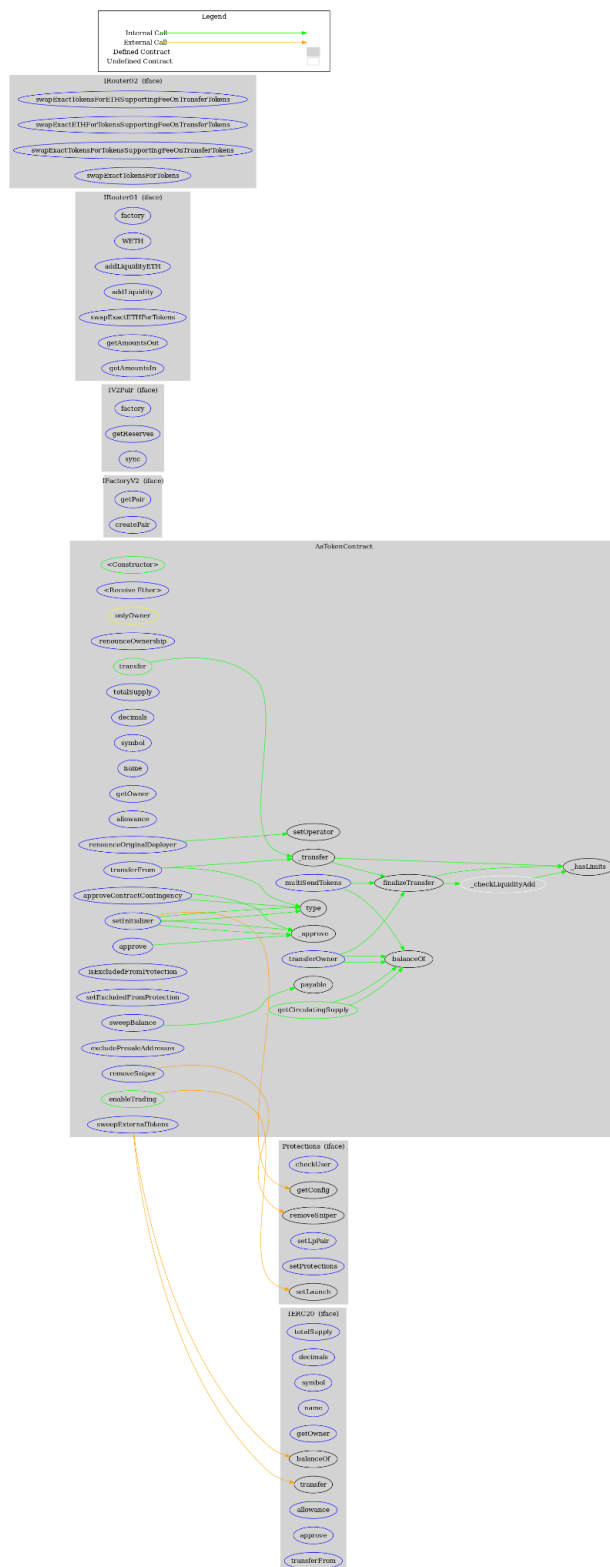 Legend
Internal Call
External Call
Defined Contract
Undefined Contract
IRouter02 (iface)
swapExactTokensForETHSupportingFeeOnTransferTokens
swapExactETHForTokensSupportingFeeOnTransferTokens
swapExactTokensForTokensSupportingFeeOnTransferTokens
swapExactTokensForTokens
IRouter01 (iface)
factory
WETH
addLiquidityETH
addLiquidity
swapExactETHForTokens
getAmountsOut
getAmountsIn
IV2Pair (iface)
factory
getReserves
sync
IFactoryV2 (iface)
getPair
createPair
AaTokenContract
<Constructor>
<Receive Ether>
onlyOwner
renounceOwnership
transfer
totalSupply
decimals
symbol
name
getOwner
allowance
renounceOriginalDeployer
setOperator
_transfer
_hasLimits
transferFrom
multiSendTokens
finalizeTransfer
_checkLiquidityAdd
approveContractContingency
type
setInitializer
_approve
approve
transferOwner
balanceOf
isExcludedFromProtection
payable
setExcludedFromProtection
getCirculatingSupply
sweepBalance
excludePresaleAddresses
removeSniper
enableTrading
sweepExternalTokens
Protections (iface)
checkUser
getConfig
removeSniper
setLpPair
setProtections
setLaunch
IERC20 (iface)
totalSupply
decimals
symbol
name
getOwner
balanceOf
transfer
allowance
approve
transferFrom